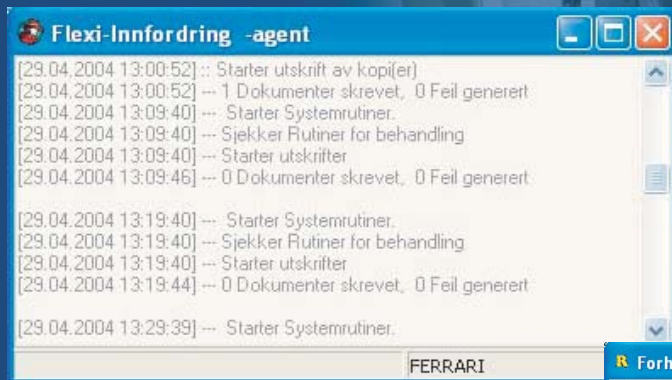 Flexi-Innfordring -agent
[29.04.2004 13:00:52] :: Starter utskrift av kopi(er)
[29.04.2004 13:00:52] --- 1 Dokumenter skrevet, 0 Feil generert
[29.04.2004 13:09:40] --- Starter Systemrutiner.
[29.04.2004 13:09:40] --- Sjekker Rutiner for behandling
[29.04.2004 13:09:40] --- Starter utskrifter
[29.04.2004 13:09:46] --- 0 Dokumenter skrevet, 0 Feil generert
[29.04.2004 13:19:40] --- Starter Systemrutiner.
[29.04.2004 13:19:40] --- Sjekker Rutiner for behandling
[29.04.2004 13:19:40] --- Starter utskrifter
[29.04.2004 13:19:44] --- 0 Dokumenter skrevet, 0 Feil generert
[29.04.2004 13:29:39] --- Starter Systemrutiner.
FERRARI
R Forh